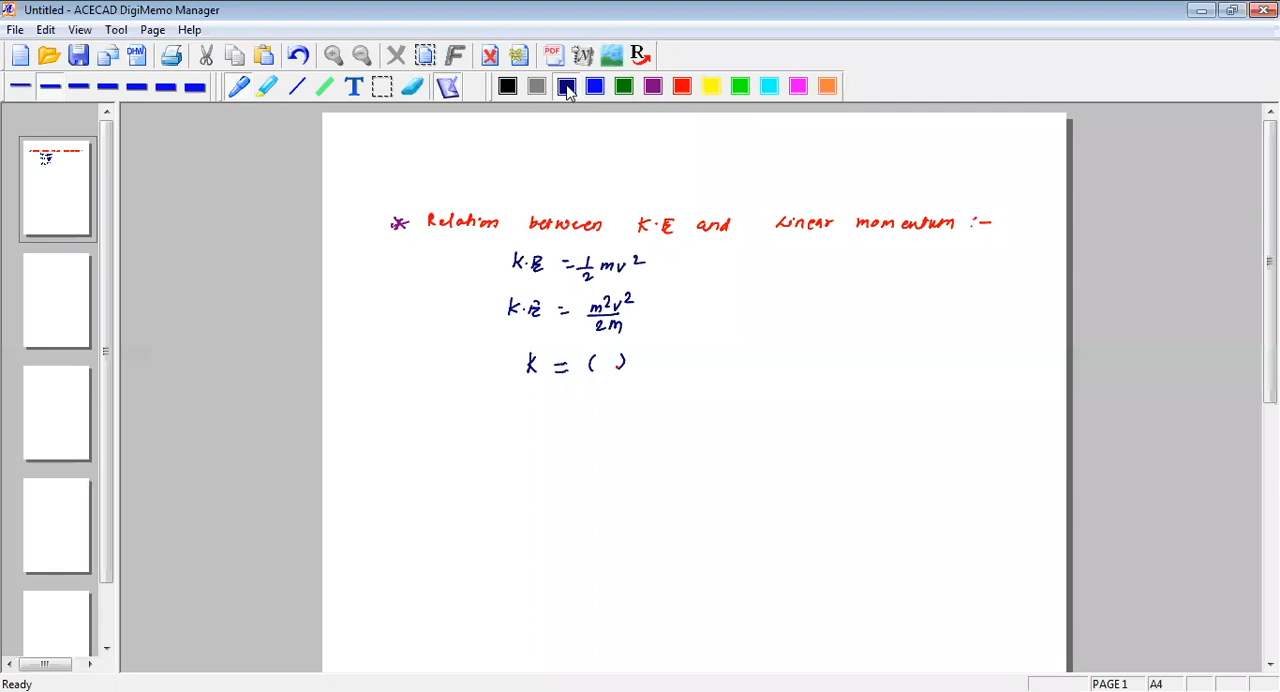 Untitled - ACECAD DigiMemo Manager
File Edit View Tool Page Help
* Relation between K.E and Linear momentum :-
K.E = 1/2 mv²
K.E = m²v²/2m
K = ( )
Ready
PAGE 1 A4